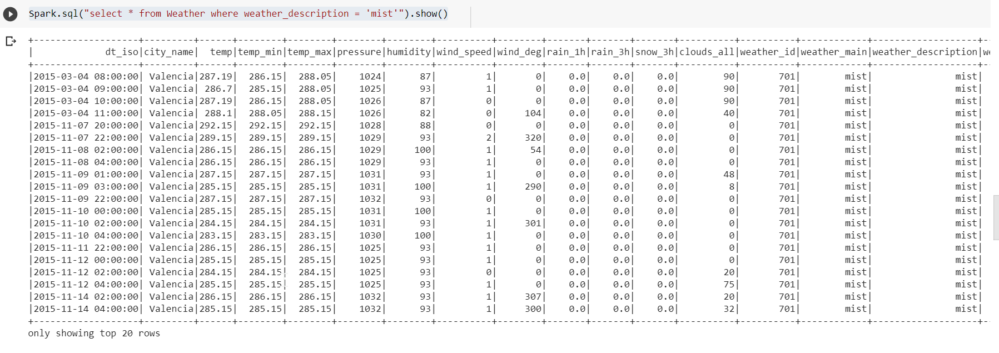 Spark.sql("select * from Weather where weather_description = 'mist'").show()
+-------------------+---------+------+--------+--------+--------+--------+----------+--------+-------+-------+-------+----------+----------+------------+-------------------+--
|             dt_iso|city_name|  temp|temp_min|temp_max|pressure|humidity|wind_speed|wind_deg|rain_1h|rain_3h|snow_3h|clouds_all|weather_id|weather_main|weather_description|we
+-------------------+---------+------+--------+--------+--------+--------+----------+--------+-------+-------+-------+----------+----------+------------+-------------------+--
|2015-03-04 08:00:00| Valencia|287.19|  286.15|  288.05|    1024|      87|         1|       0|    0.0|    0.0|    0.0|        90|       701|        mist|               mist|
|2015-03-04 09:00:00| Valencia| 286.7|  285.15|  288.05|    1025|      93|         1|       0|    0.0|    0.0|    0.0|        90|       701|        mist|               mist|
|2015-03-04 10:00:00| Valencia|287.19|  286.15|  288.05|    1026|      87|         0|       0|    0.0|    0.0|    0.0|        90|       701|        mist|               mist|
|2015-03-04 11:00:00| Valencia| 288.1|  288.05|  288.15|    1026|      82|         0|     104|    0.0|    0.0|    0.0|        40|       701|        mist|               mist|
|2015-11-07 20:00:00| Valencia|292.15|  292.15|  292.15|    1028|      88|         0|       0|    0.0|    0.0|    0.0|         0|       701|        mist|               mist|
|2015-11-07 22:00:00| Valencia|289.15|  289.15|  289.15|    1029|      93|         2|     320|    0.0|    0.0|    0.0|         0|       701|        mist|               mist|
|2015-11-08 02:00:00| Valencia|286.15|  286.15|  286.15|    1029|     100|         1|      54|    0.0|    0.0|    0.0|         0|       701|        mist|               mist|
|2015-11-08 04:00:00| Valencia|286.15|  286.15|  286.15|    1029|      93|         1|       0|    0.0|    0.0|    0.0|         0|       701|        mist|               mist|
|2015-11-09 01:00:00| Valencia|287.15|  287.15|  287.15|    1031|      93|         1|       0|    0.0|    0.0|    0.0|        48|       701|        mist|               mist|
|2015-11-09 03:00:00| Valencia|285.15|  285.15|  285.15|    1031|     100|         1|     290|    0.0|    0.0|    0.0|         8|       701|        mist|               mist|
|2015-11-09 22:00:00| Valencia|287.15|  287.15|  287.15|    1032|      93|         0|       0|    0.0|    0.0|    0.0|         0|       701|        mist|               mist|
|2015-11-10 00:00:00| Valencia|285.15|  285.15|  285.15|    1031|     100|         1|       0|    0.0|    0.0|    0.0|         0|       701|        mist|               mist|
|2015-11-10 02:00:00| Valencia|284.15|  284.15|  284.15|    1031|      93|         1|     301|    0.0|    0.0|    0.0|         0|       701|        mist|               mist|
|2015-11-10 04:00:00| Valencia|283.15|  283.15|  283.15|    1030|     100|         1|       0|    0.0|    0.0|    0.0|         0|       701|        mist|               mist|
|2015-11-11 22:00:00| Valencia|286.15|  286.15|  286.15|    1025|      93|         1|       0|    0.0|    0.0|    0.0|         0|       701|        mist|               mist|
|2015-11-12 00:00:00| Valencia|285.15|  285.15|  285.15|    1025|      93|         1|       0|    0.0|    0.0|    0.0|         0|       701|        mist|               mist|
|2015-11-12 02:00:00| Valencia|284.15|  284.15|  284.15|    1025|      93|         0|       0|    0.0|    0.0|    0.0|        20|       701|        mist|               mist|
|2015-11-12 04:00:00| Valencia|285.15|  285.15|  285.15|    1025|      93|         1|       0|    0.0|    0.0|    0.0|        75|       701|        mist|               mist|
|2015-11-14 02:00:00| Valencia|286.15|  286.15|  286.15|    1032|      93|         1|     307|    0.0|    0.0|    0.0|        20|       701|        mist|               mist|
|2015-11-14 04:00:00| Valencia|285.15|  285.15|  285.15|    1032|      93|         1|     300|    0.0|    0.0|    0.0|        32|       701|        mist|               mist|
+-------------------+---------+------+--------+--------+--------+--------+----------+--------+-------+-------+-------+----------+----------+------------+-------------------+--
only showing top 20 rows